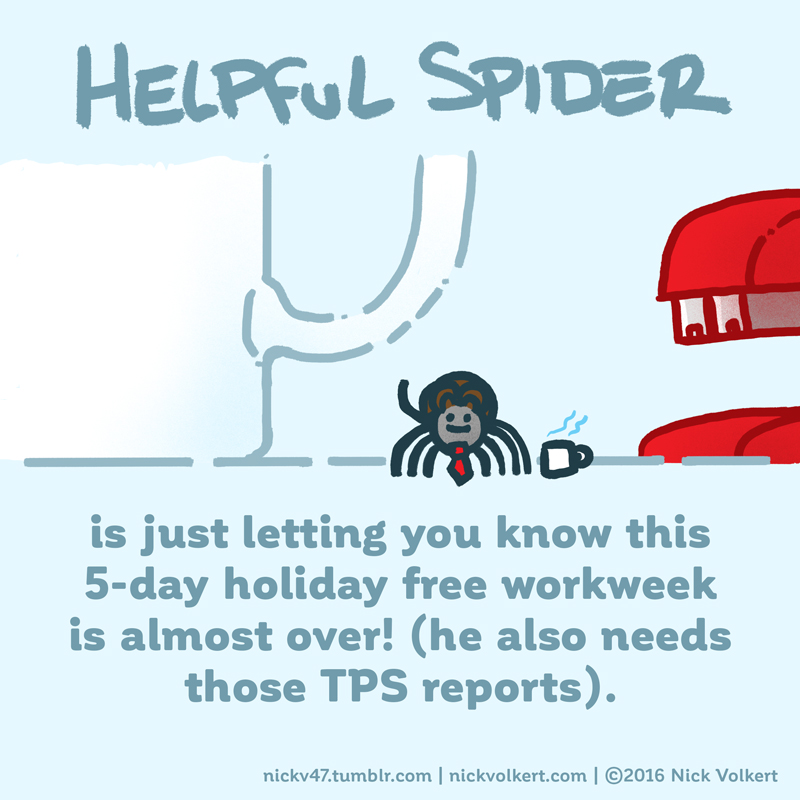 HELPFUL SPIDER
is just letting you know this
5-day holiday free workweek
is almost over! (he also needs
those TPS reports).
nickv47.tumblr.com | nickvolkert.com | ©2016 Nick Volkert